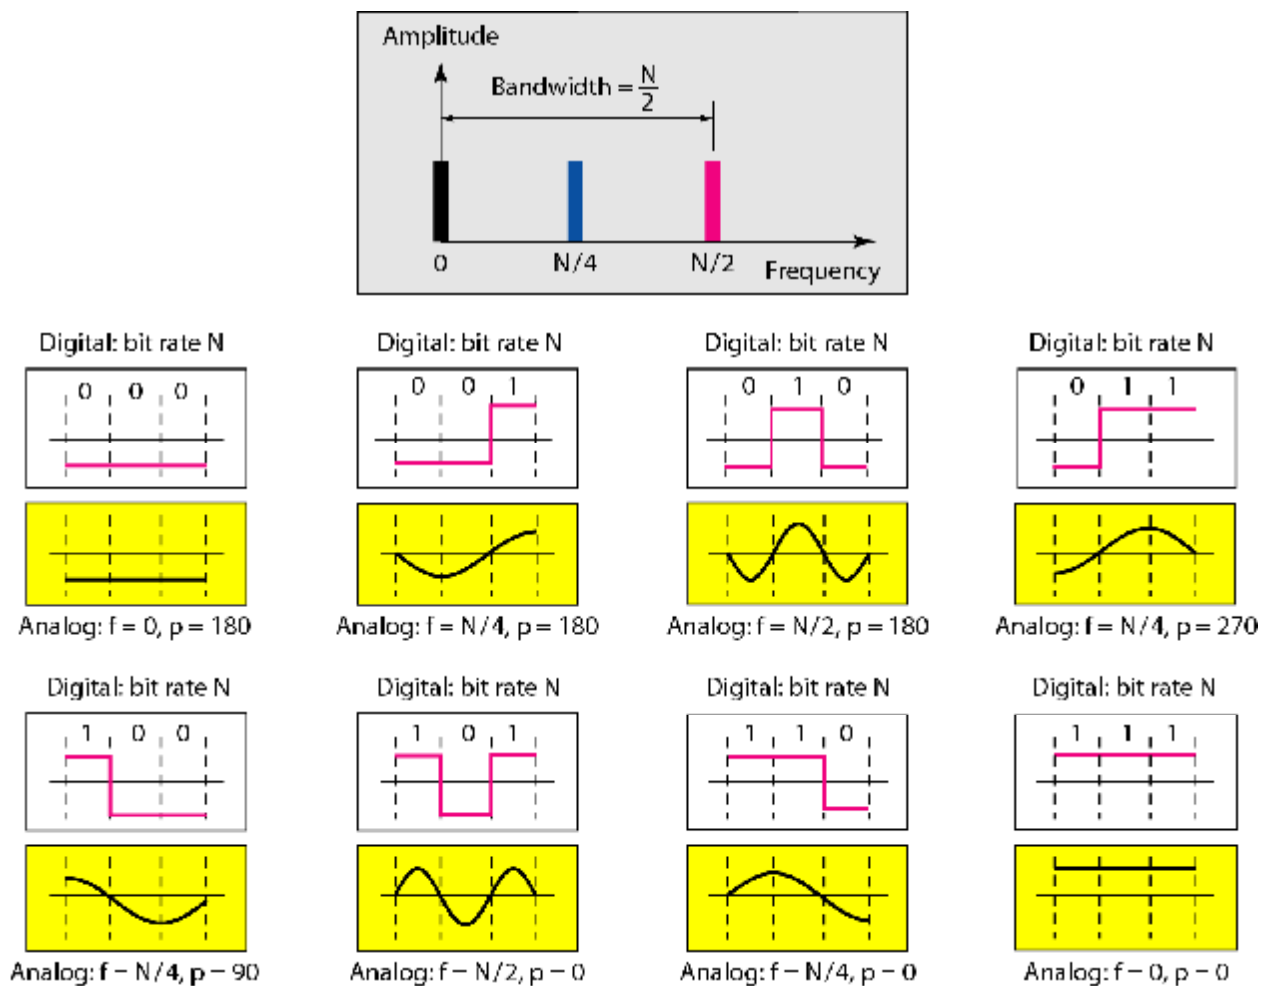 Amplitude
Bandwidth = N/2
0 N/4 N/2 Frequency
Digital: bit rate N Digital: bit rate N Digital: bit rate N Digital: bit rate N
0 0 0 0 0 1 0 1 0 0 1 1
Analog: f = 0, p = 180 Analog: f = N/4, p = 180 Analog: f = N/2, p = 180 Analog: f = N/4, p = 270
Digital: bit rate N Digital: bit rate N Digital: bit rate N Digital: bit rate N
1 0 0 1 0 1 1 1 0 1 1 1
Analog: f – N/4, p – 90 Analog: f – N/2, p – 0 Analog: f – N/4, p – 0 Analog: f – 0, p – 0